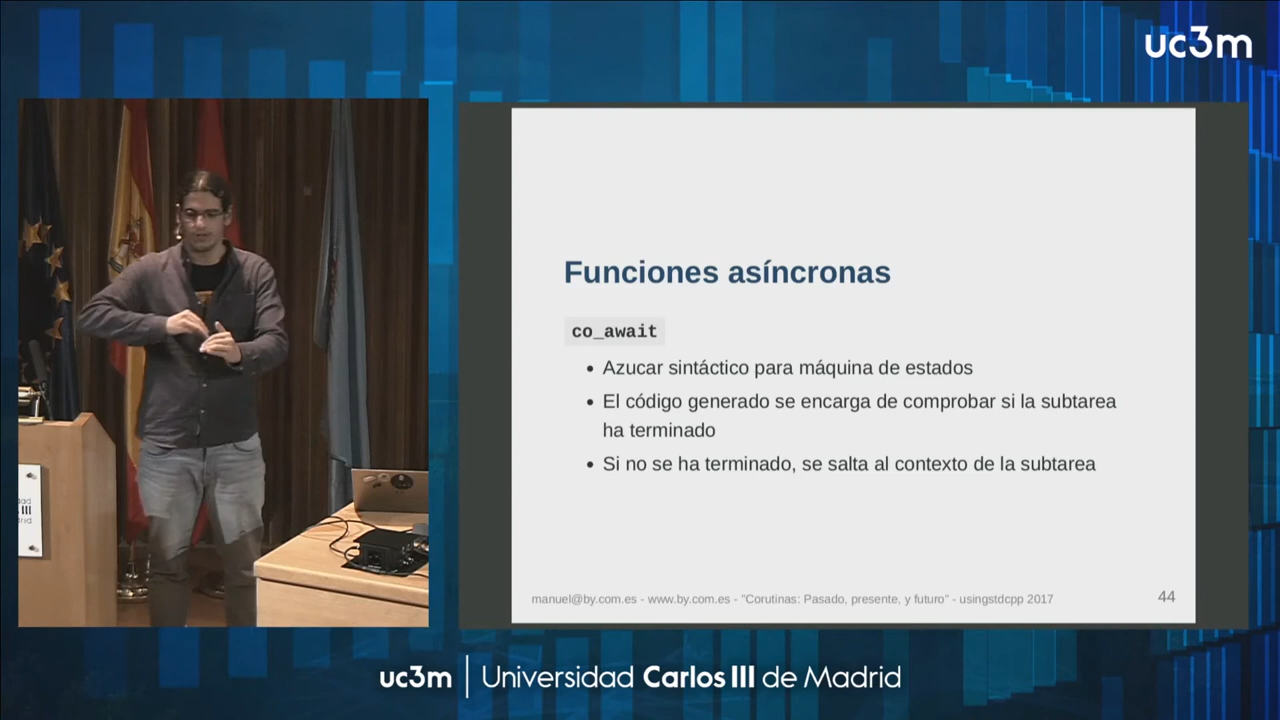 uc3m
Funciones asíncronas
co_await
• Azucar sintáctico para máquina de estados
• El código generado se encarga de comprobar si la subtarea
ha terminado
• Si no se ha terminado, se salta al contexto de la subtarea
manuel@by.com.es - www.by.com.es - "Corutinas: Pasado, presente, y futuro" - usingstdcpp 2017
44
uc3m | Universidad Carlos III de Madrid